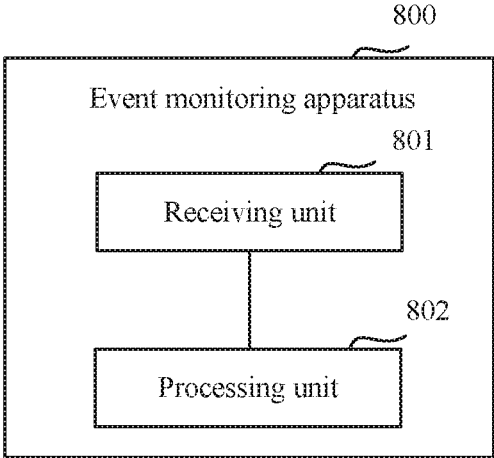 800
Event monitoring apparatus
801
Receiving unit
802
Processing unit